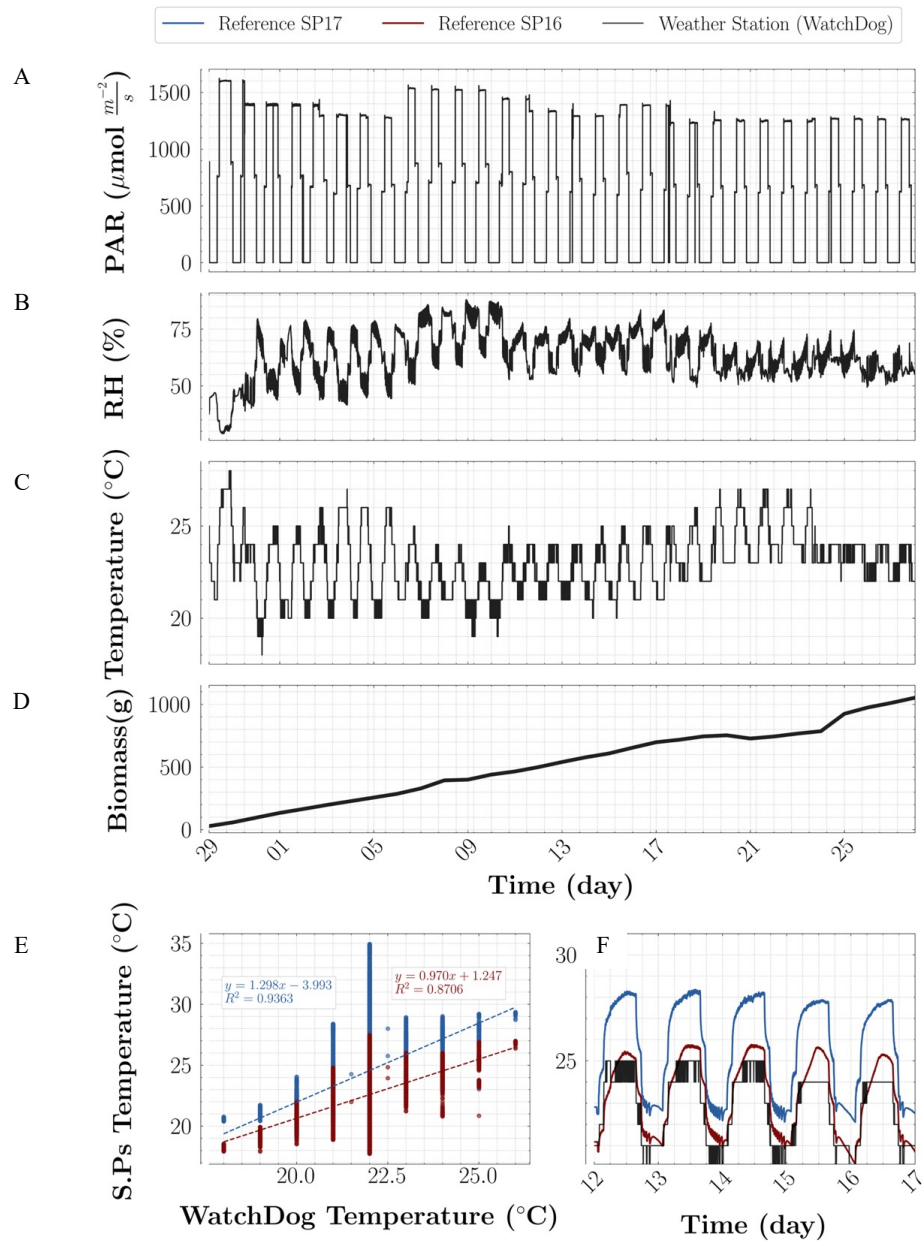 Reference SP17 Reference SP16 Weather Station (WatchDog)
A
PAR (μmol m⁻²/s)
1500
1000
500
0
B
RH (%)
75
50
C
Temperature (°C)
25
20
D
Biomass(g)
1000
500
0
29 01 05 09 13 17 21 25
Time (day)
E
S.Ps Temperature (°C)
35
30
25
20
y = 1.298x − 3.993
R² = 0.9363
y = 0.970x + 1.247
R² = 0.8706
20.0 22.5 25.0
WatchDog Temperature (°C)
F
30
25
12 13 14 15 16 17
Time (day)